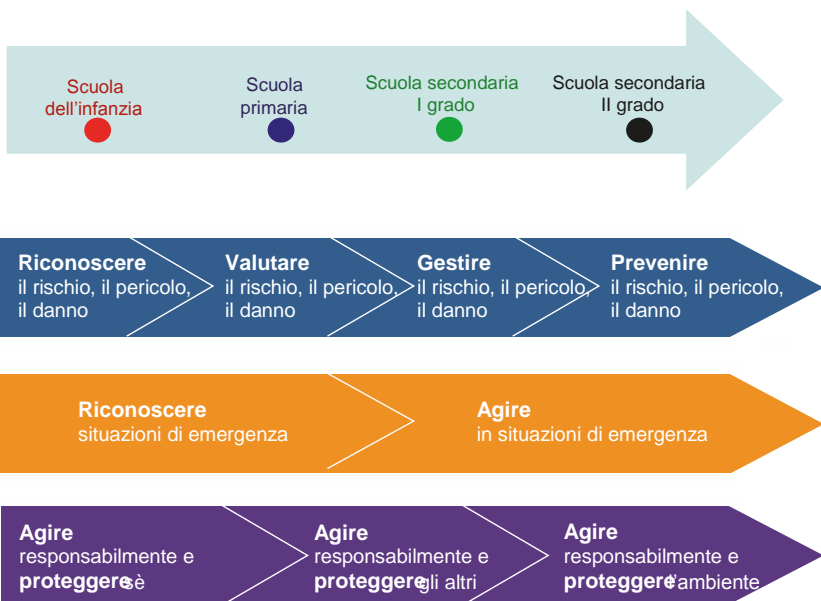 Scuola
dell'infanzia
Scuola
primaria
Scuola secondaria
I grado
Scuola secondaria
II grado
Riconoscere
il rischio, il pericolo,
il danno
Valutare
il rischio, il pericolo,
il danno
Gestire
il rischio, il pericolo,
il danno
Prevenire
il rischio, il pericolo,
il danno
Riconoscere
situazioni di emergenza
Agire
in situazioni di emergenza
Agire
responsabilmente e
proteggere sè
Agire
responsabilmente e
proteggere gli altri
Agire
responsabilmente e
proteggere l'ambiente